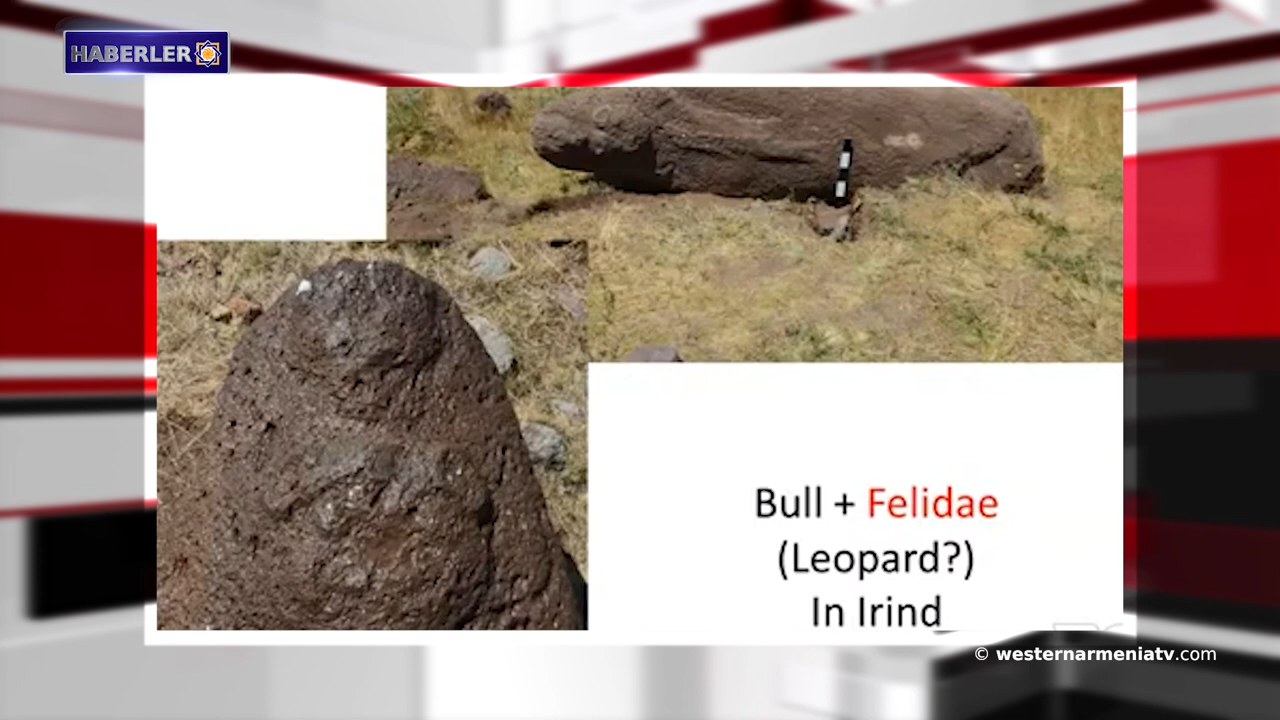 HABERLER
Bull + Felidae
(Leopard?)
In Irind
© westernarmeniatv.com